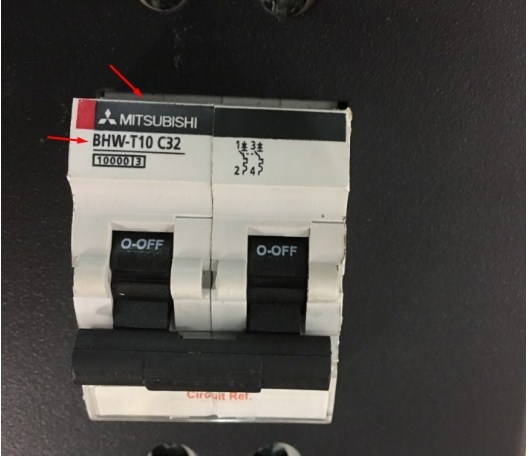 MITSUBISHI
BHW-T10 C32
10000 3
1 3
2 4
O-OFF
O-OFF
Circuit Ref.